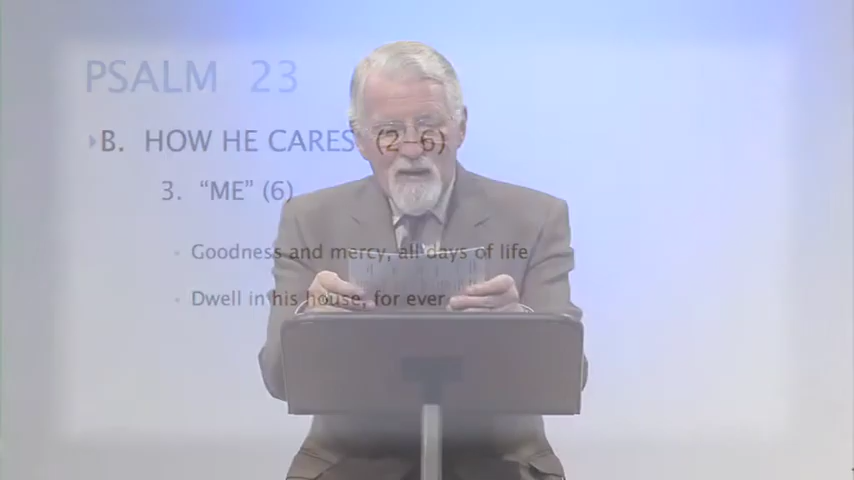 PSALM 23
B. HOW HE CARES (2-6)
3. “ME” (6)
Goodness and mercy, all days of life
Dwell in his house, for ever